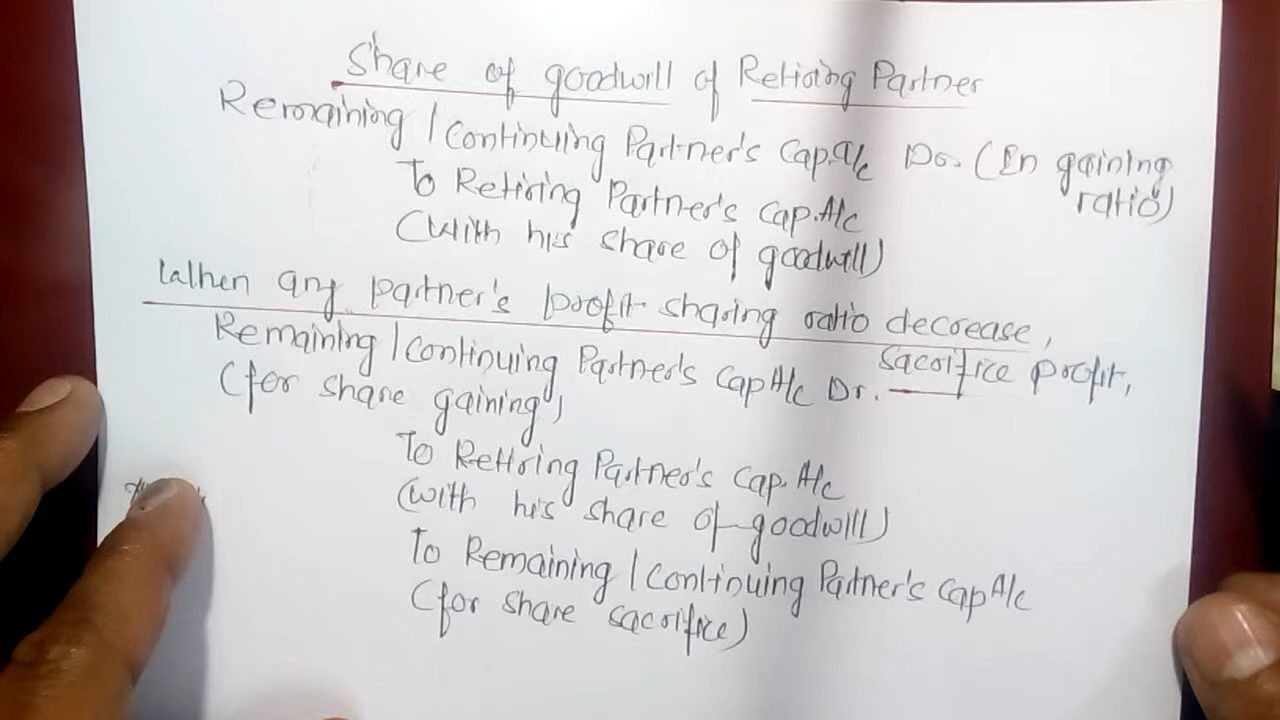 Share of goodwill of Retiring Partner
Remaining / Continuing Partner's Cap.A/c Dr. (In gaining
ratio)
To Retiring Partner's Cap.A/c
(With his share of goodwill)
When any partner's profit sharing ratio decrease,
sacrifice profit,
Remaining / Continuing Partner's Cap A/c Dr.
(for share gaining)
To Retiring Partner's Cap. A/c
(with his share of goodwill)
To Remaining / Continuing Partner's Cap A/c
(for share sacrifice)